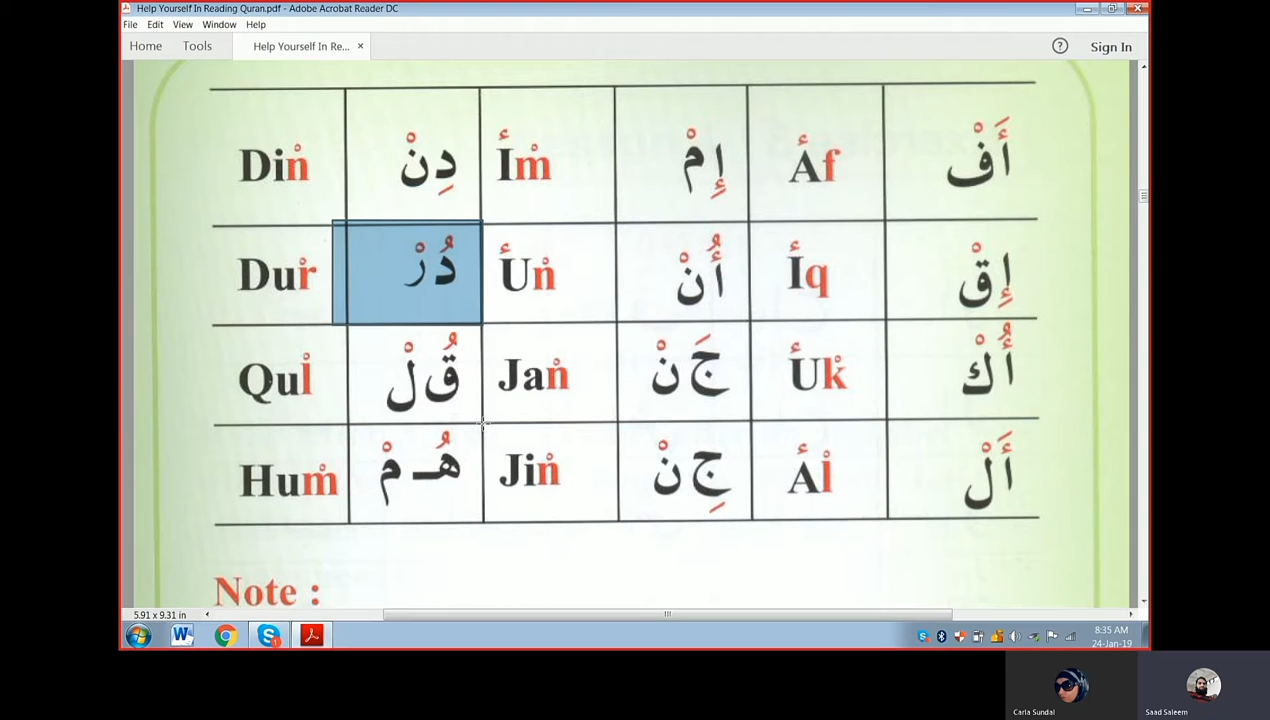 Help Yourself In Reading Quran.pdf - Adobe Acrobat Reader DC
File Edit View Window Help
Home Tools Help Yourself In Re... × ? Sign In
Din دِنْ Im إِمْ Af أَفْ
Dur دُرْ Un أُنْ Iq إِقْ
Qul قُلْ Jan جَنْ Uk أُكْ
Hum هُـمْ Jin جِنْ Al أَلْ
Note :
5.91 x 9.31 in
8:35 AM
24-Jan-19
Carla Sundal Saad Saleem